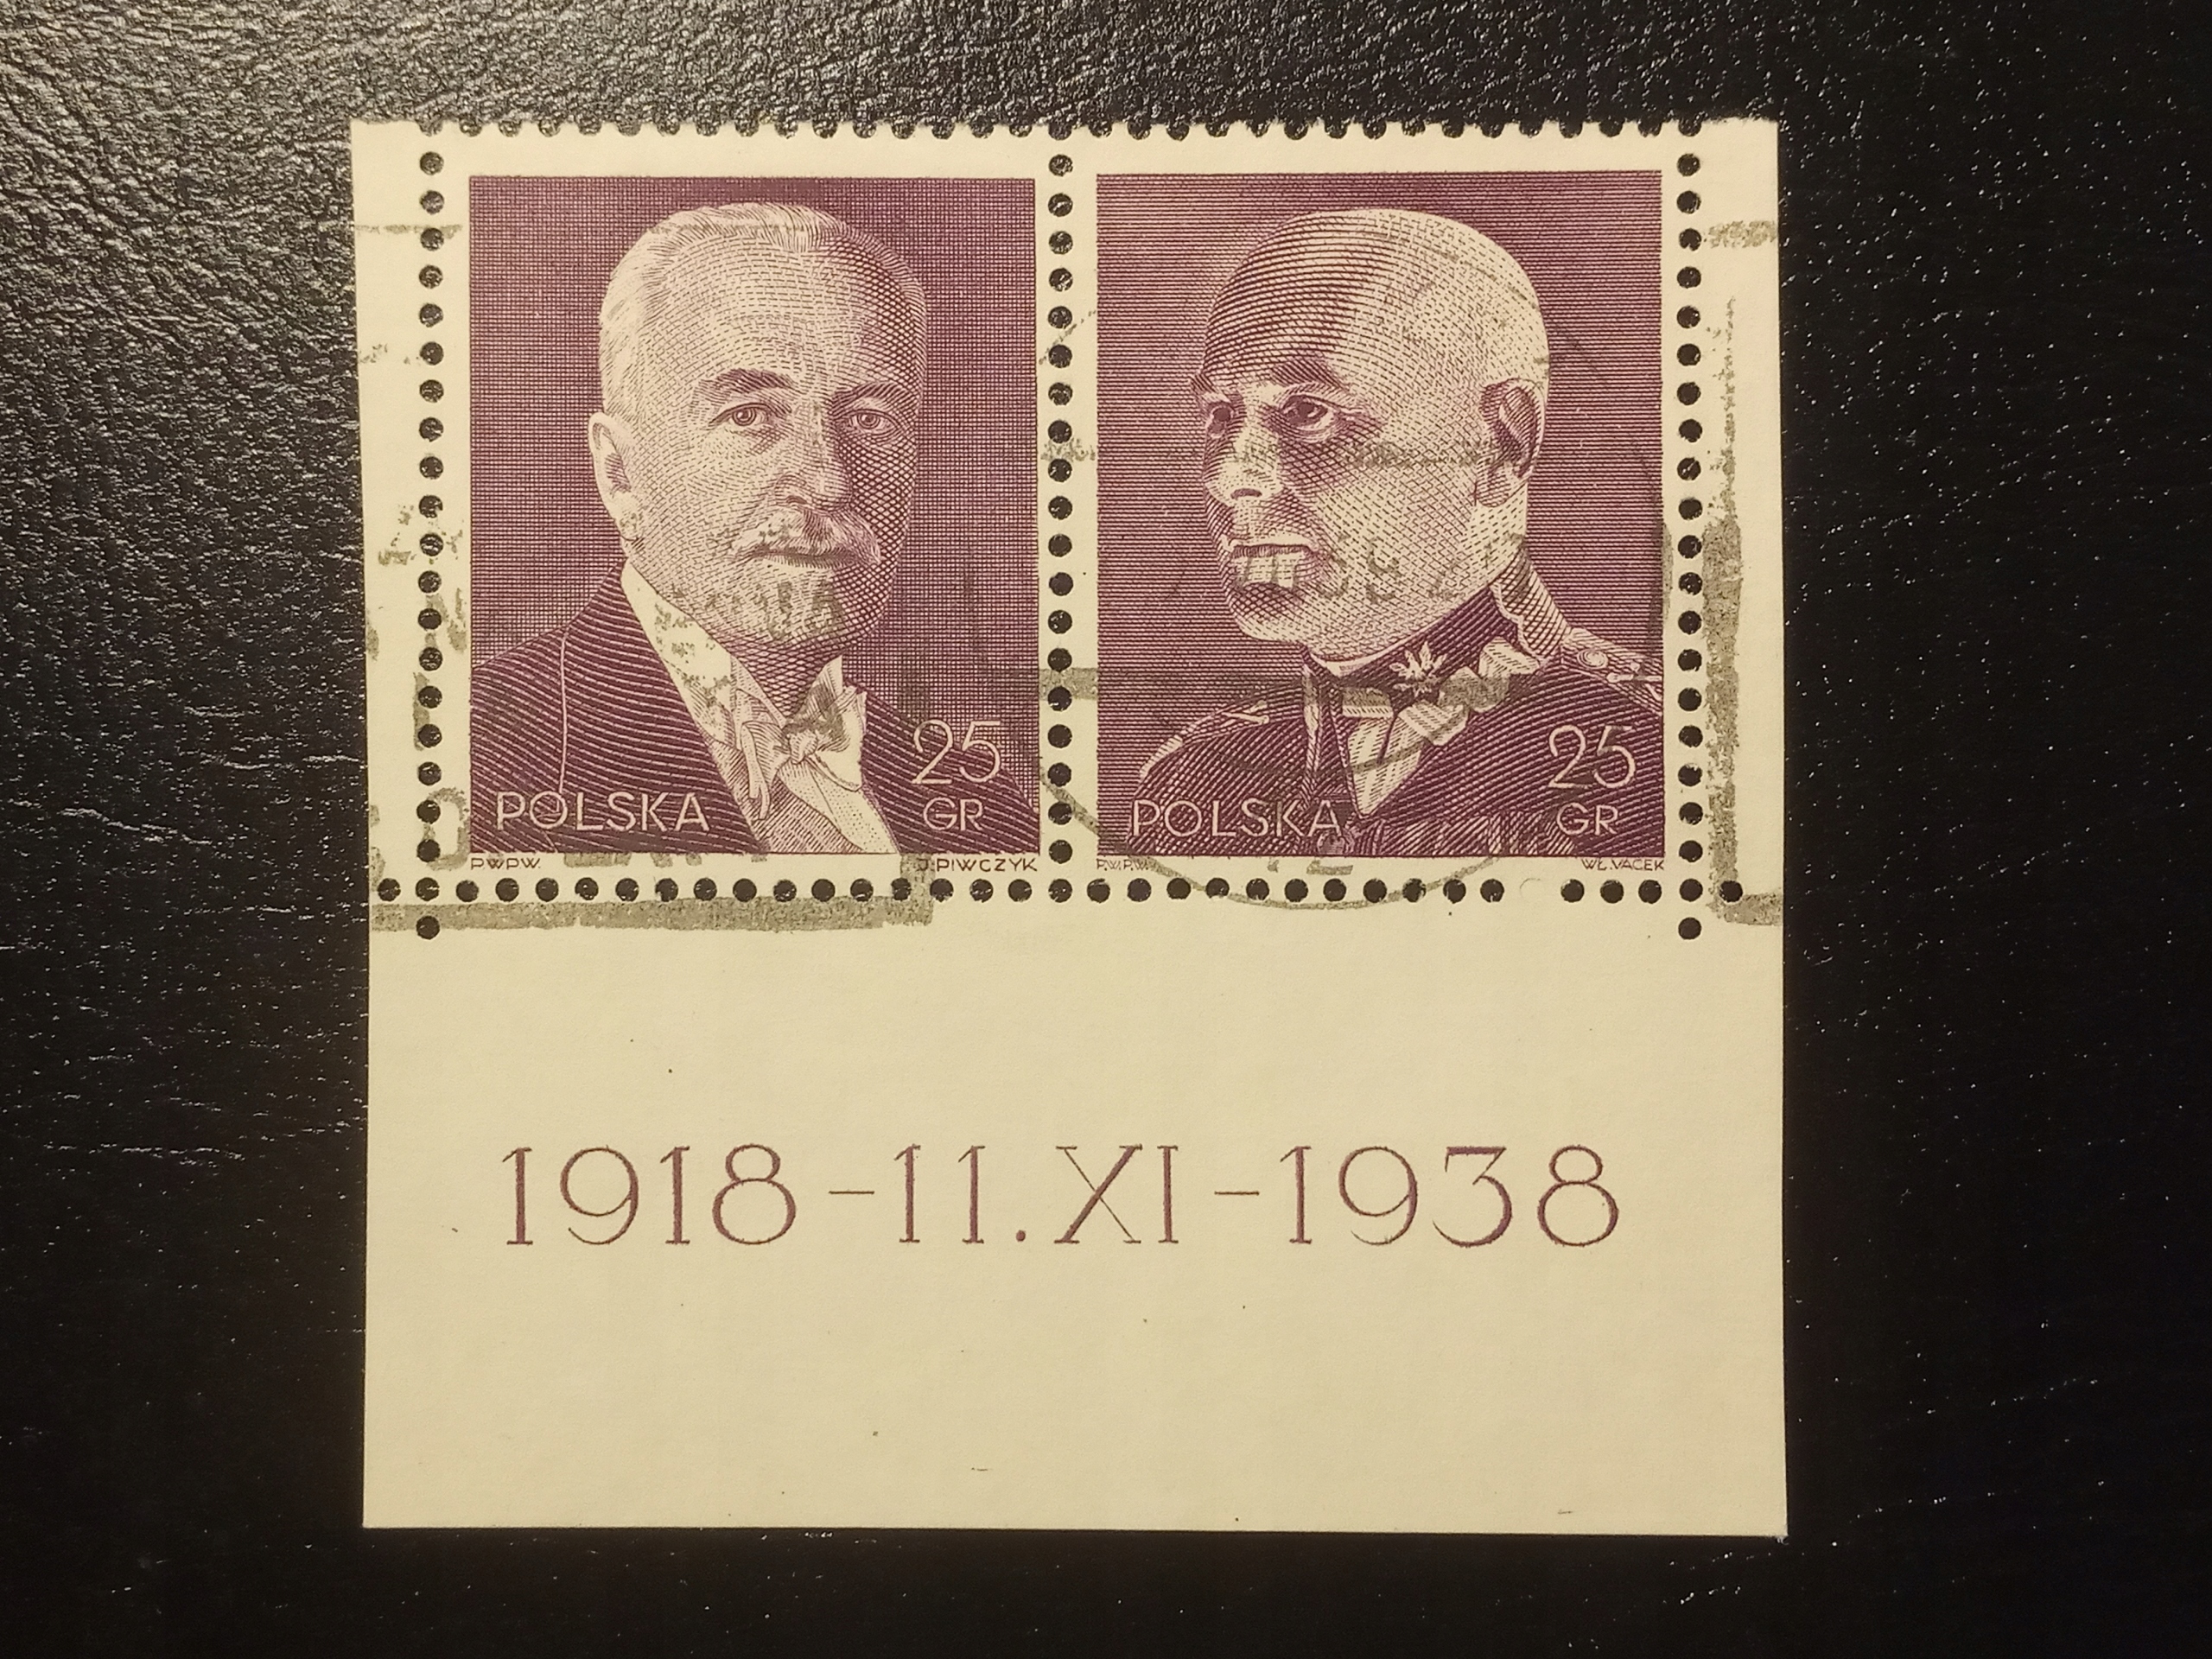 25
POLSKA GR
P.W.P.W. J. PIWCZYK
25
POLSKA GR
P.W.P.W. WŁ. VACEK
1918-11.XI-1938